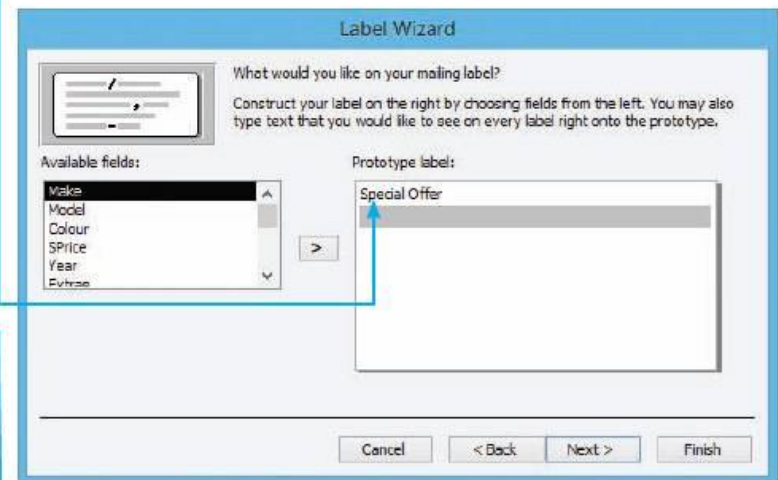 Label Wizard
What would you like on your mailing label?
Construct your label on the right by choosing fields from the left. You may also
type text that you would like to see on every label right onto the prototype.
Available fields:
Prototype label:
Make
Model
Colour
SPrice
Year
Extras
>
Special Offer
Cancel
< Back
Next >
Finish